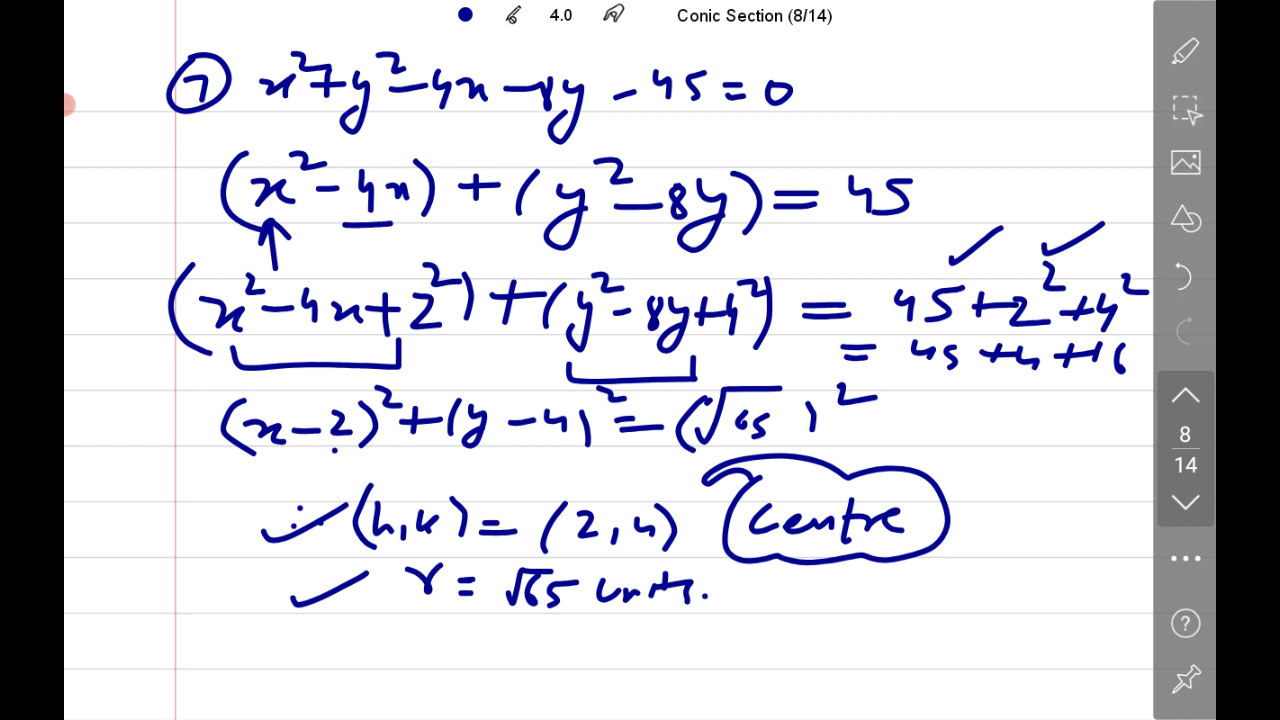 4.0 Conic Section (8/14)
⑦ x²+y²-4x-8y-45=0
(x²-4x)+(y²-8y)=45
(x²-4x+2²)+(y²-8y+4²)=45+2²+4²
=45+4+16
(x-2)²+(y-4)²=(√65)²
∴ (h,k)=(2,4) Centre
r=√65 units.
8
14
?